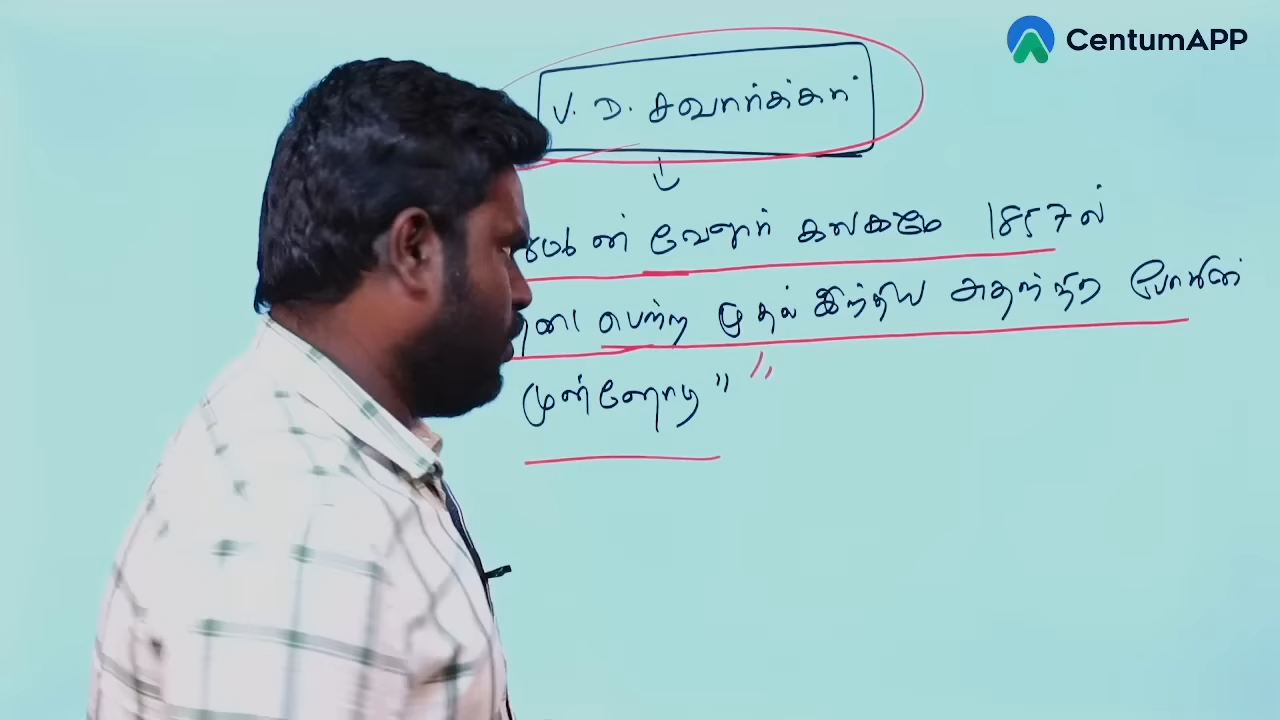 CentumAPP
V. D. சவார்க்கர்
வேலூர் கலகமே 1857ல்
பெற்ற முதல் இந்திய சுதந்திர போரின்
முன்னோடி"